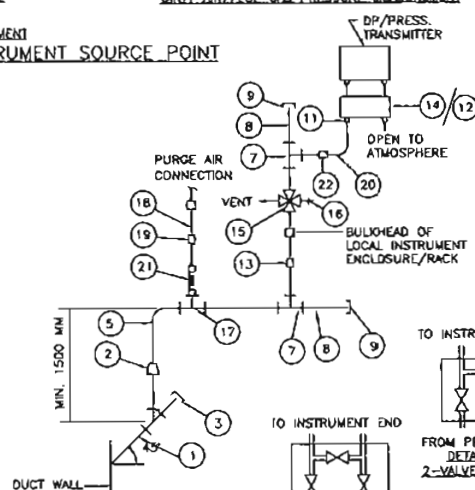 MENT
RUMENT SOURCE POINT
DP/PRESS.
TRANSMITTER
9
8
11
14/12
OPEN TO
ATMOSPHERE
7
22
20
PURGE AIR
CONNECTION
18
VENT
16
15
BULKHEAD OF
LOCAL INSTRUMENT
ENCLOSURE/RACK
19
13
21
5
17
7
8
9
MIN. 1500 MM
2
3
TO INSTR
TO INSTRUMENT END
45°
1
DUCT WALL
FROM P
DETA
2-VALVE